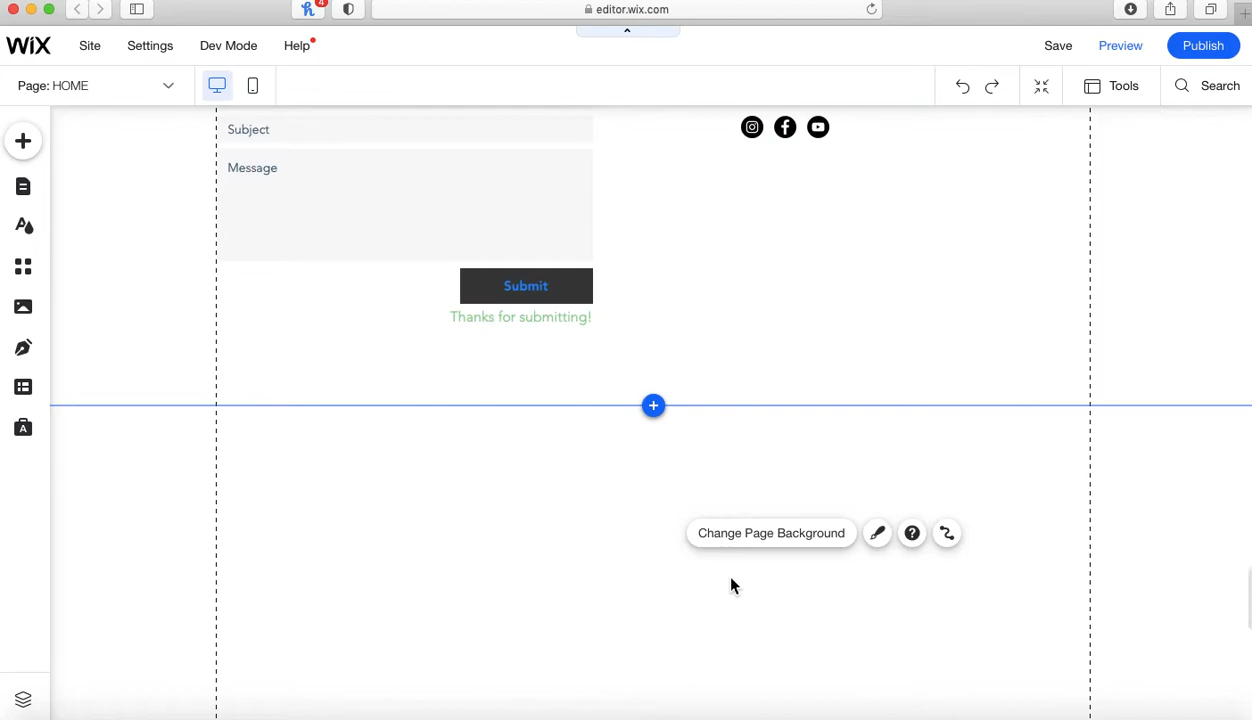 4
editor.wix.com
WiX
Site
Settings
Dev Mode
Help
Save
Preview
Publish
Page: HOME
Tools
Search
Subject
Message
Submit
Thanks for submitting!
Change Page Background